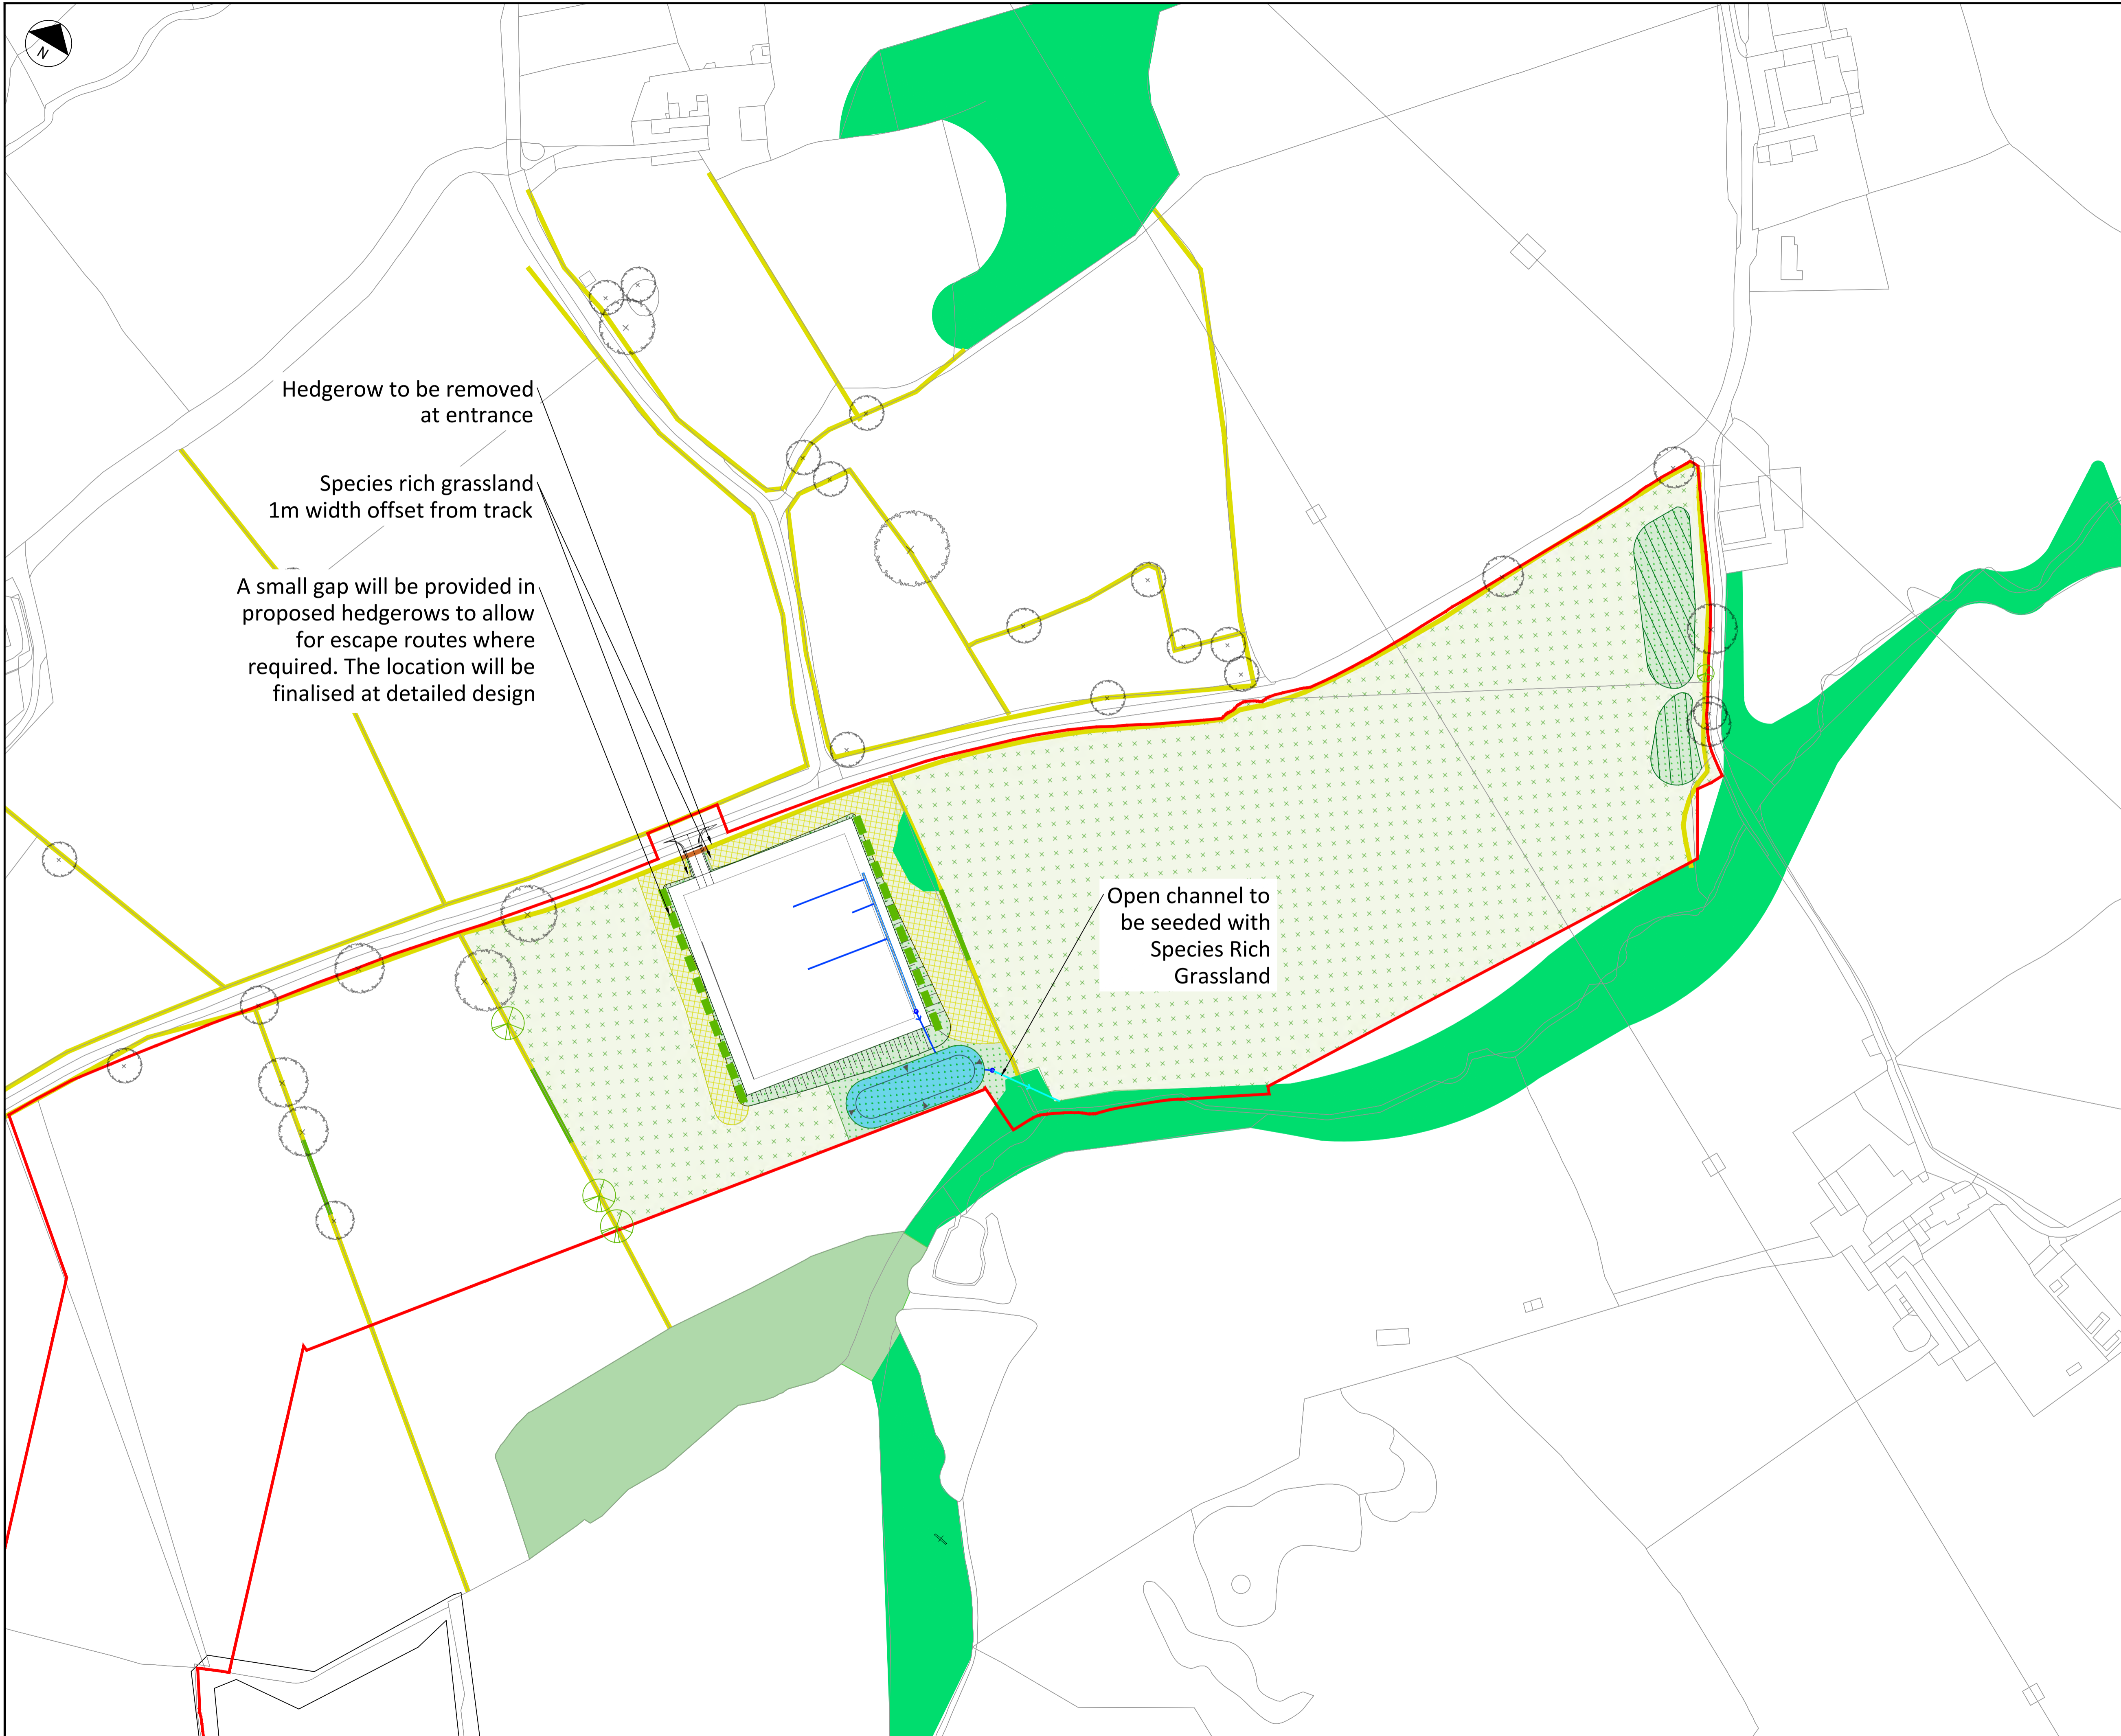 N
Hedgerow to be removed
at entrance
Species rich grassland
1m width offset from track
A small gap will be provided in
proposed hedgerows to allow
for escape routes where
required. The location will be
finalised at detailed design
Open channel to
be seeded with
Species Rich
Grassland